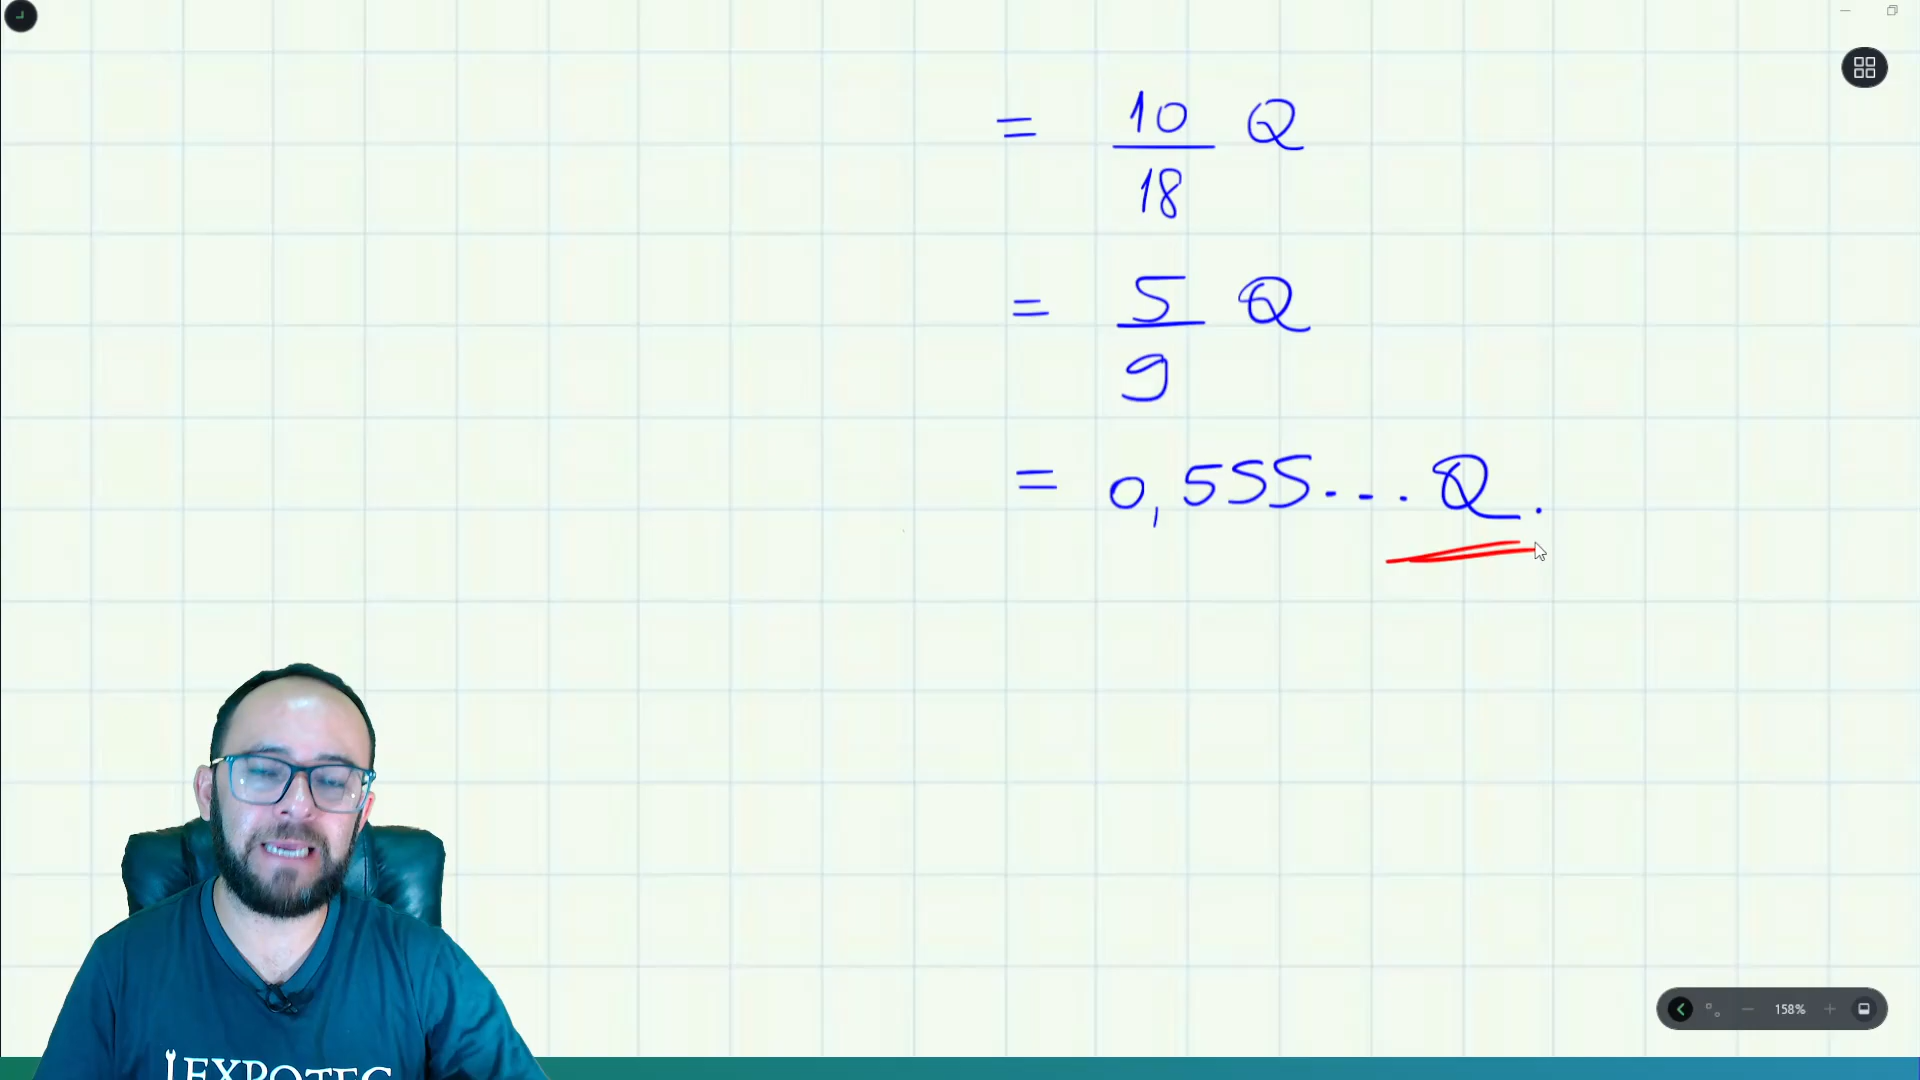 = 10/18 Q
= 5/9 Q
= 0,555... Q.
EXPOTEC
158%